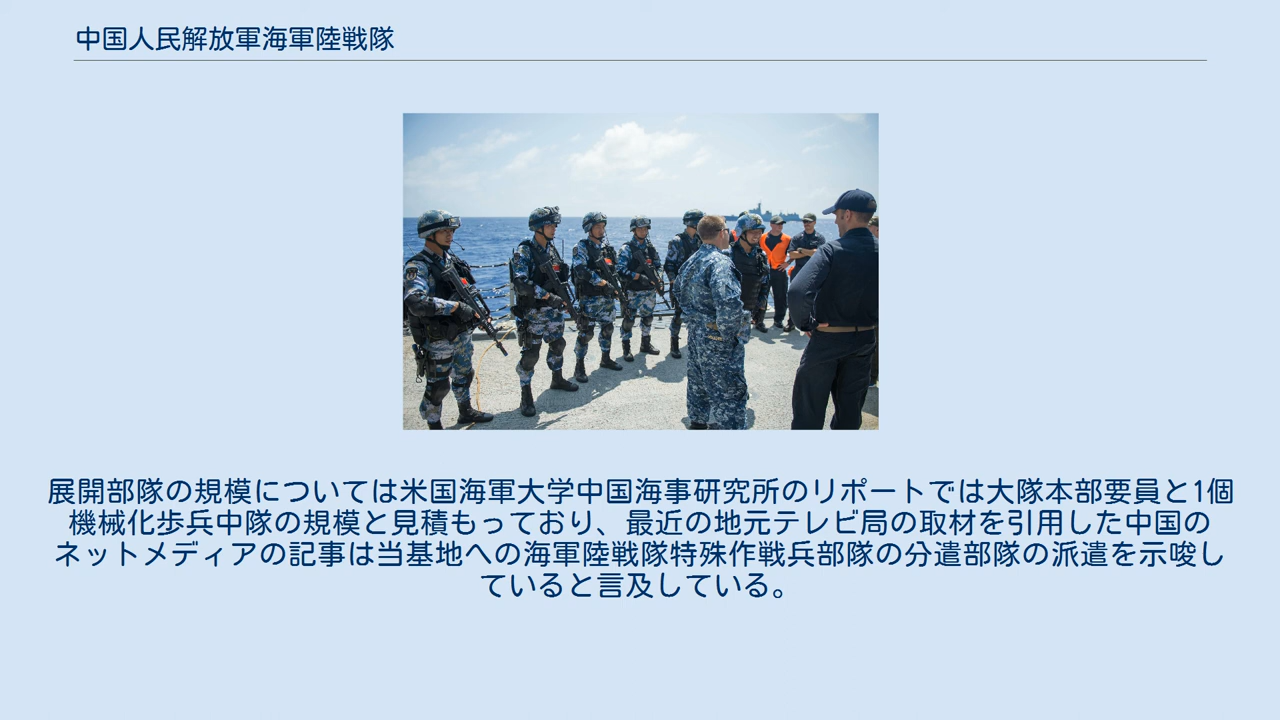 中国人民解放軍海軍陸戦隊
展開部隊の規模については米国海軍大学中国海事研究所のリポートでは大隊本部要員と1個
機械化歩兵中隊の規模と見積もっており、最近の地元テレビ局の取材を引用した中国の
ネットメディアの記事は当基地への海軍陸戦隊特殊作戦兵部隊の分遣部隊の派遣を示唆し
ていると言及している。